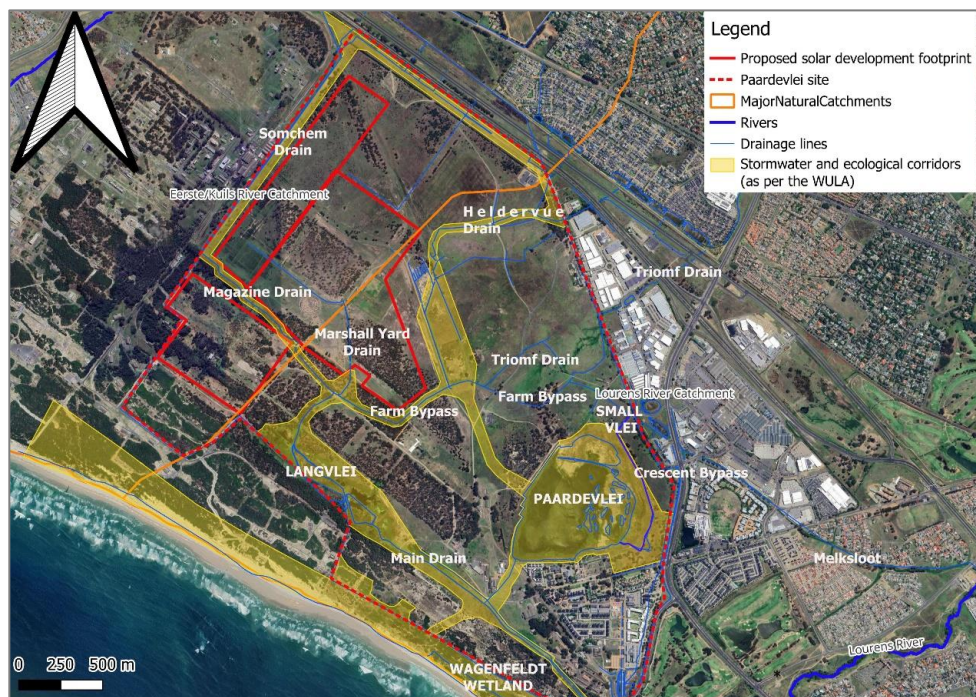 Legend
Proposed solar development footprint
Paardevlei site
MajorNaturalCatchments
Rivers
Drainage lines
Stormwater and ecological corridors
(as per the WULA)
Somchem
Drain
Eerste/Kuils River Catchment
Heldervue
Drain
Triomf Drain
Magazine Drain
Marshall Yard
Drain
Triomf Drain
Farm Bypass
Lourens River Catchment
Farm Bypass
SMALL
VLEI
LANGVLEI
PAARDEVLEI
Crescent Bypass
Main Drain
Melksloot
Lourens River
WAGENFELDT
WETLAND
0 250 500 m